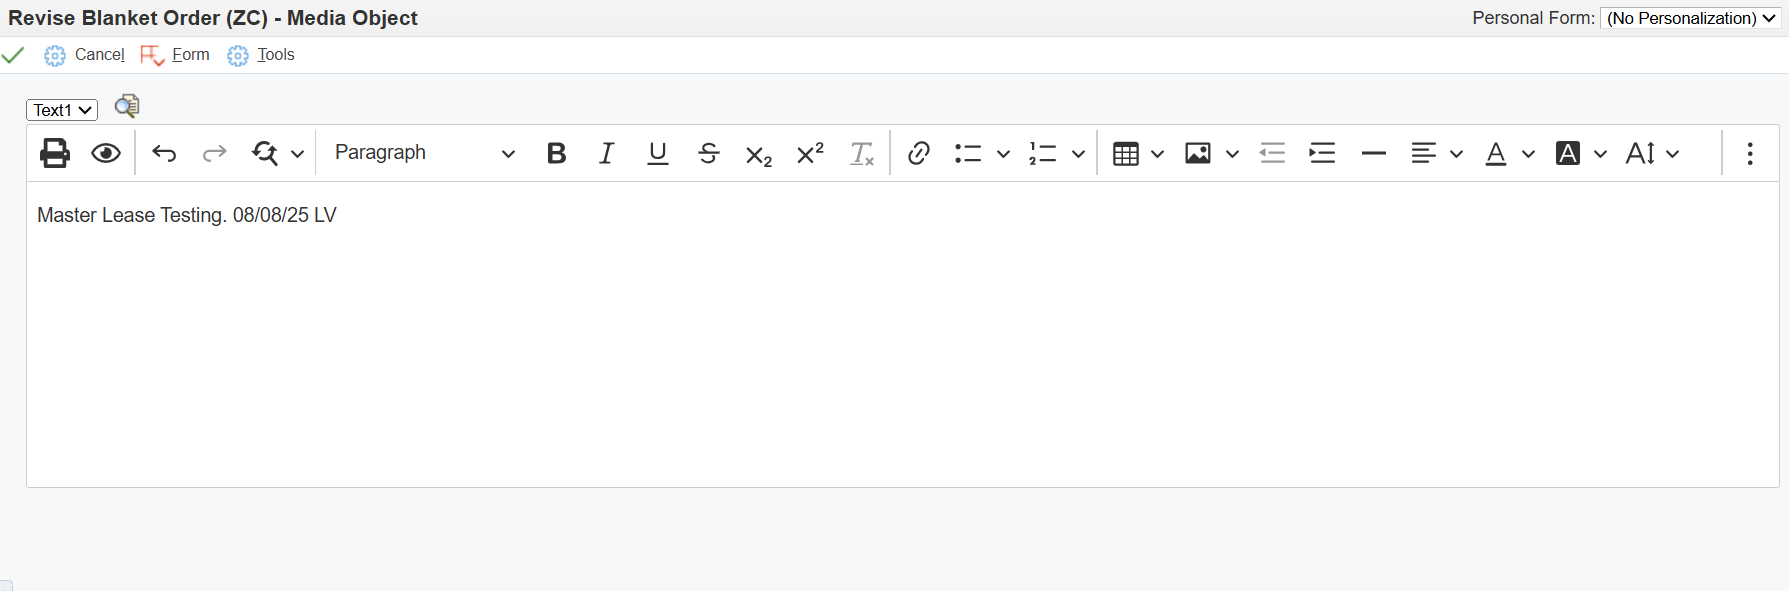 Revise Blanket Order (ZC) - Media Object
Personal Form: (No Personalization)
Cancel Form Tools
Text1
Paragraph
Master Lease Testing. 08/08/25 LV